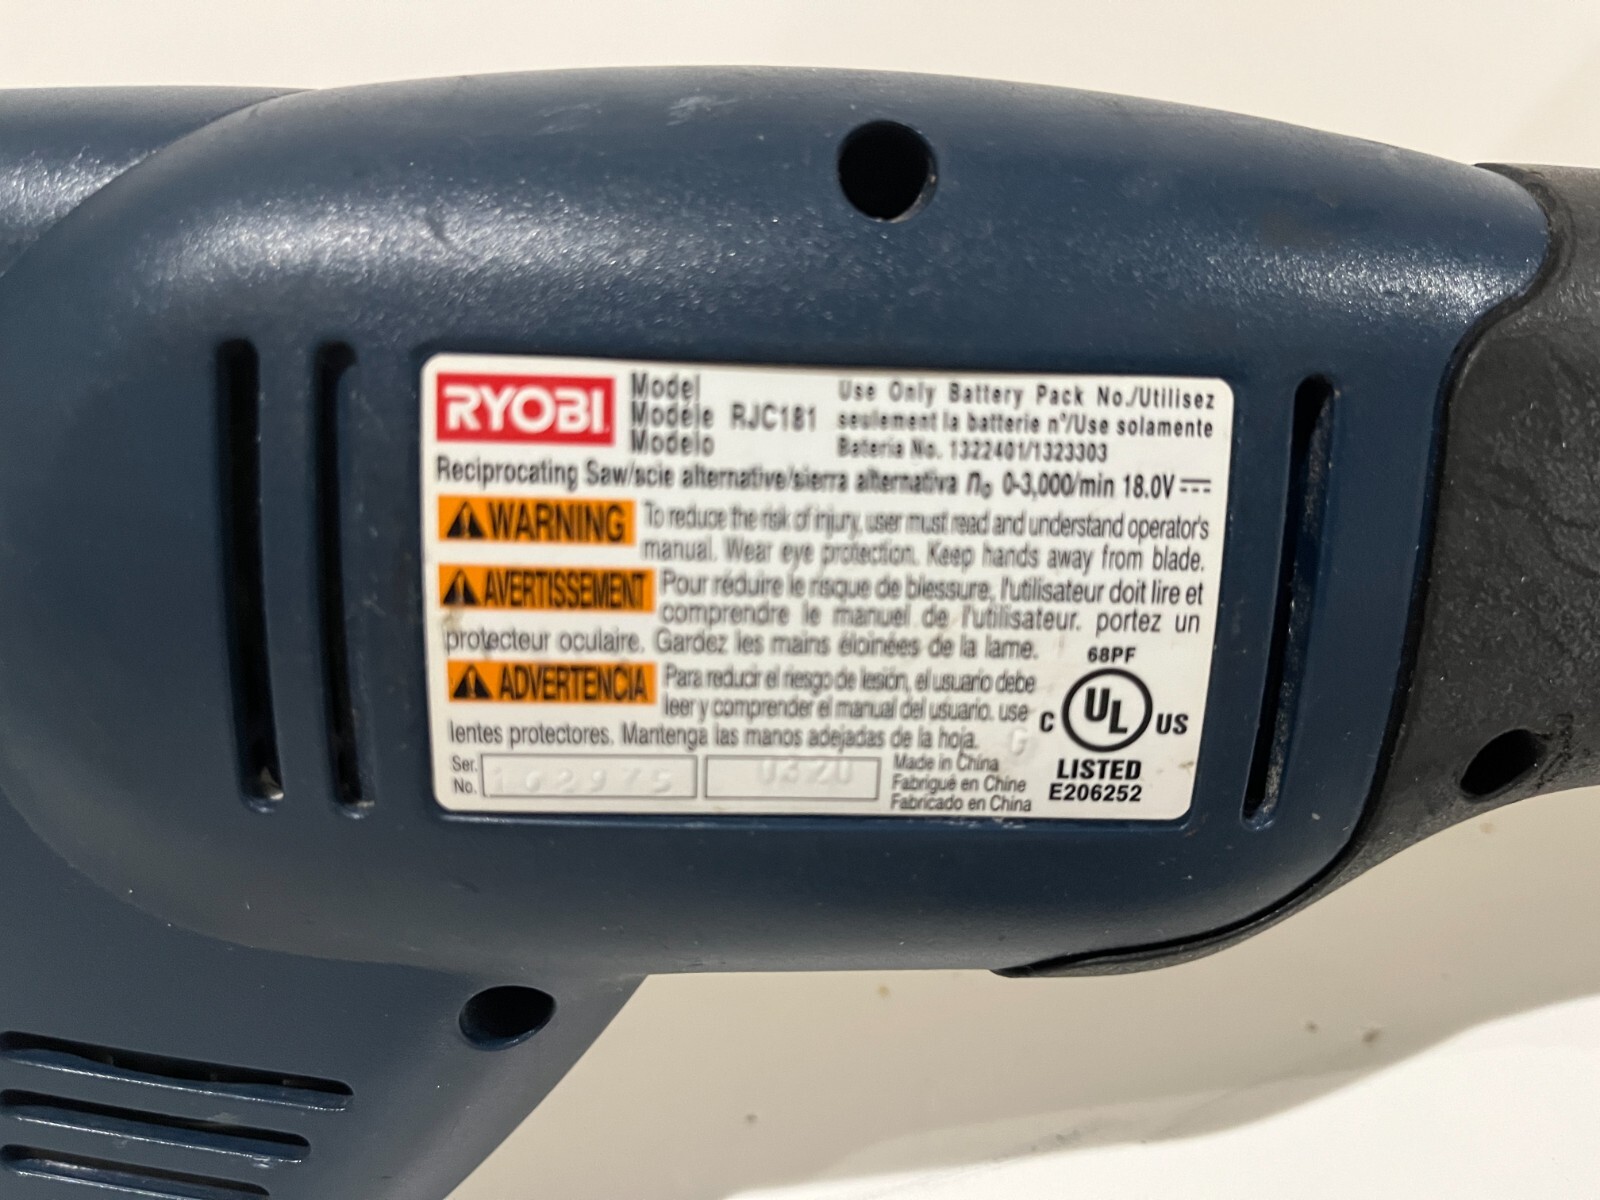 RYOBI
Model
Modéle RJC181
Modelo
Use Only Battery Pack No./Utilisez
seulement la batterie n°/Use solamente
Bateria No. 1322401/1323303
Reciprocating Saw/scie alternative/sierra alternativa n₀ 0-3,000/min 18.0V ⎓
⚠WARNING To reduce the risk of injury, user must read and understand operator's
manual. Wear eye protection. Keep hands away from blade.
⚠AVERTISSEMENT Pour réduire le risque de blessure, l'utilisateur doit lire et
comprendre le manuel de l'utilisateur. portez un
protecteur oculaire. Gardez les mains éloinées de la lame.
⚠ADVERTENCIA Para reducir el riesgo de lesión, el usuario debe
leer y comprender el manual del usuario. use
lentes protectores. Mantenga las manos adejadas de la hoja.
G
68PF
C UL US
LISTED
E206252
Ser.
No.
0320
Made in China
Fabriqué en Chine
Fabricado en China